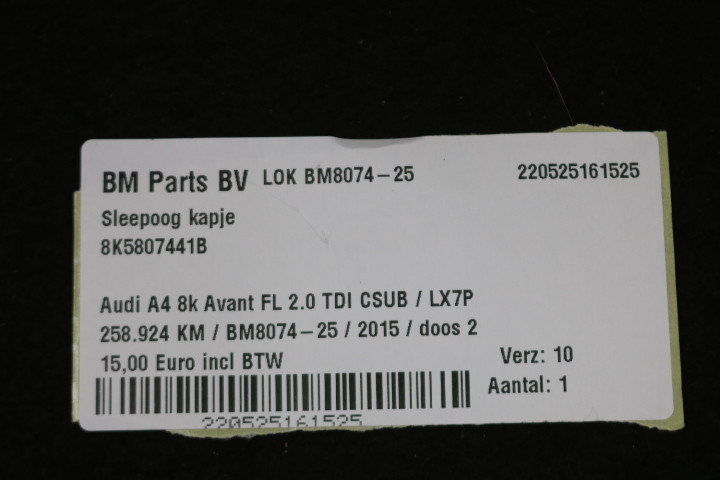 BM Parts BV LOK BM8074-25 220525161525
Sleepoog kapje
8K5807441B
Audi A4 8k Avant FL 2.0 TDI CSUB / LX7P
258.924 KM / BM8074-25 / 2015 / doos 2
15,00 Euro incl BTW Verz: 10
Aantal: 1
220525161525